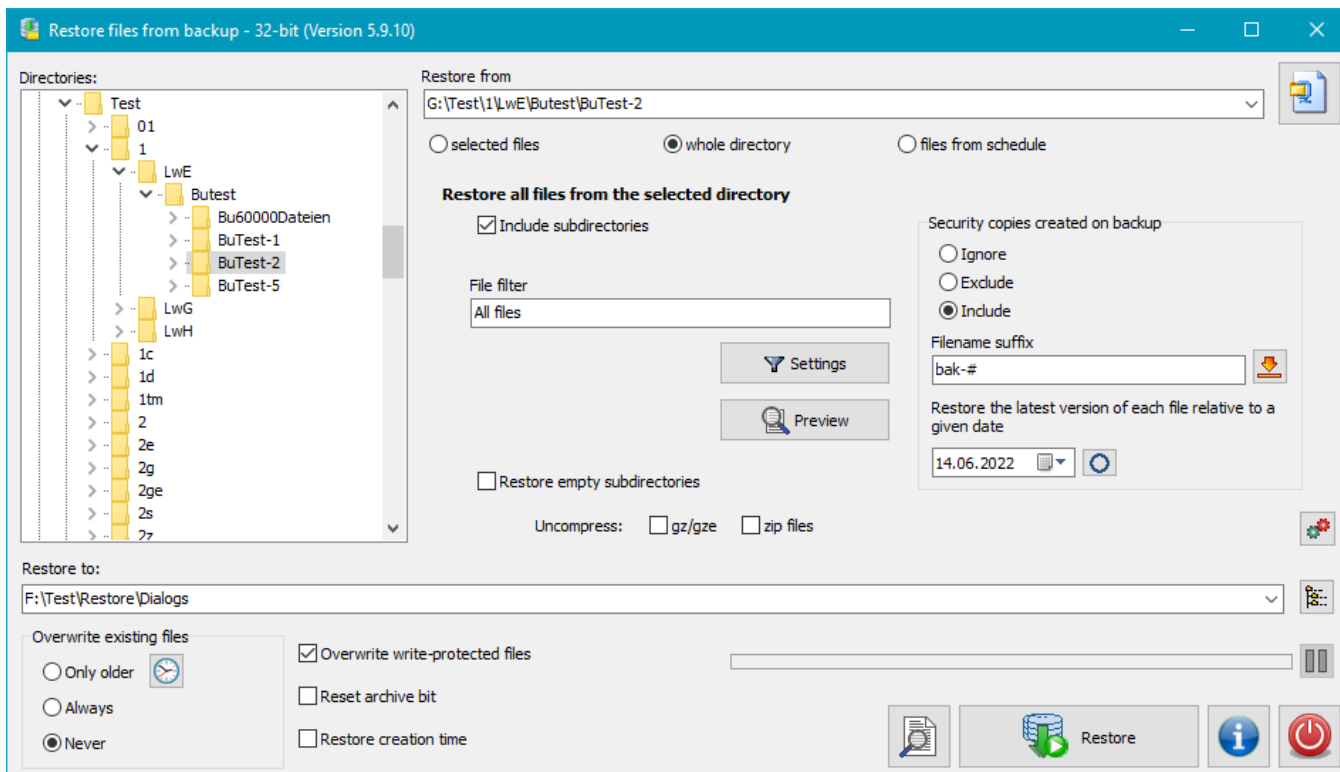 Restore files from backup - 32-bit (Version 5.9.10)
Directories:
Test
01
1
LwE
Butest
Bu60000Dateien
BuTest-1
BuTest-2
BuTest-5
LwG
LwH
1c
1d
1tm
2
2e
2g
2ge
2s
2z
Restore from
G:\Test\1\LwE\Butest\BuTest-2
selected files
whole directory
files from schedule
Restore all files from the selected directory
Include subdirectories
File filter
All files
Settings
Preview
Restore empty subdirectories
Uncompress: gz/gze zip files
Security copies created on backup
Ignore
Exclude
Include
Filename suffix
bak-#
Restore the latest version of each file relative to a
given date
14.06.2022
Restore to:
F:\Test\Restore\Dialogs
Overwrite existing files
Only older
Always
Never
Overwrite write-protected files
Reset archive bit
Restore creation time
Restore